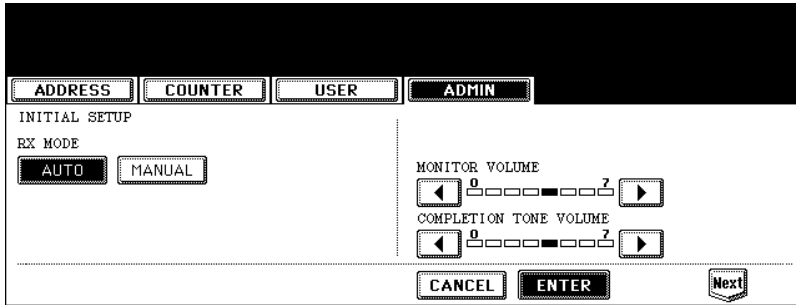 ADDRESS COUNTER USER ADMIN
INITIAL SETUP
RX MODE
AUTO MANUAL
MONITOR VOLUME
0 7
COMPLETION TONE VOLUME
0 7
CANCEL ENTER Next